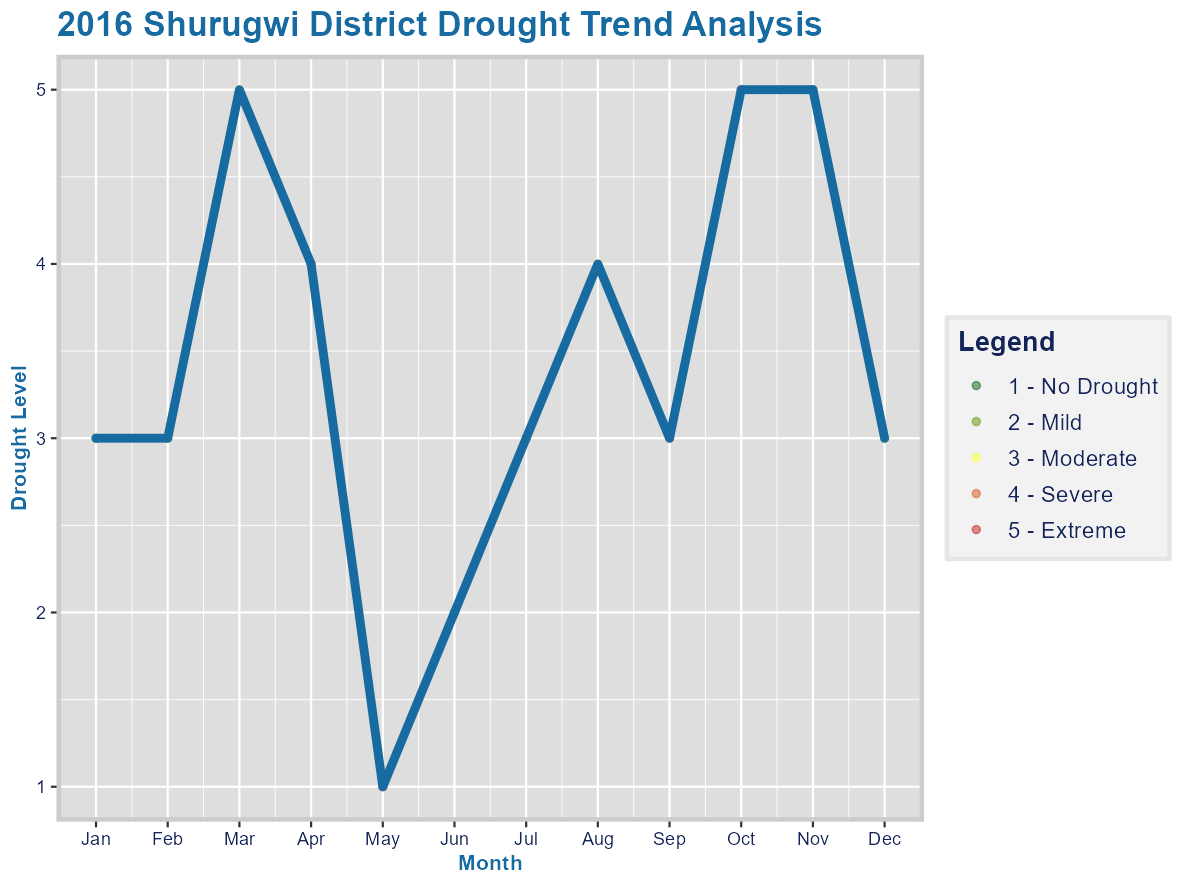 2016 Shurugwi District Drought Trend Analysis
Drought Level
5
4
3
2
1
Jan Feb Mar Apr May Jun Jul Aug Sep Oct Nov Dec
Month
Legend
1 - No Drought
2 - Mild
3 - Moderate
4 - Severe
5 - Extreme